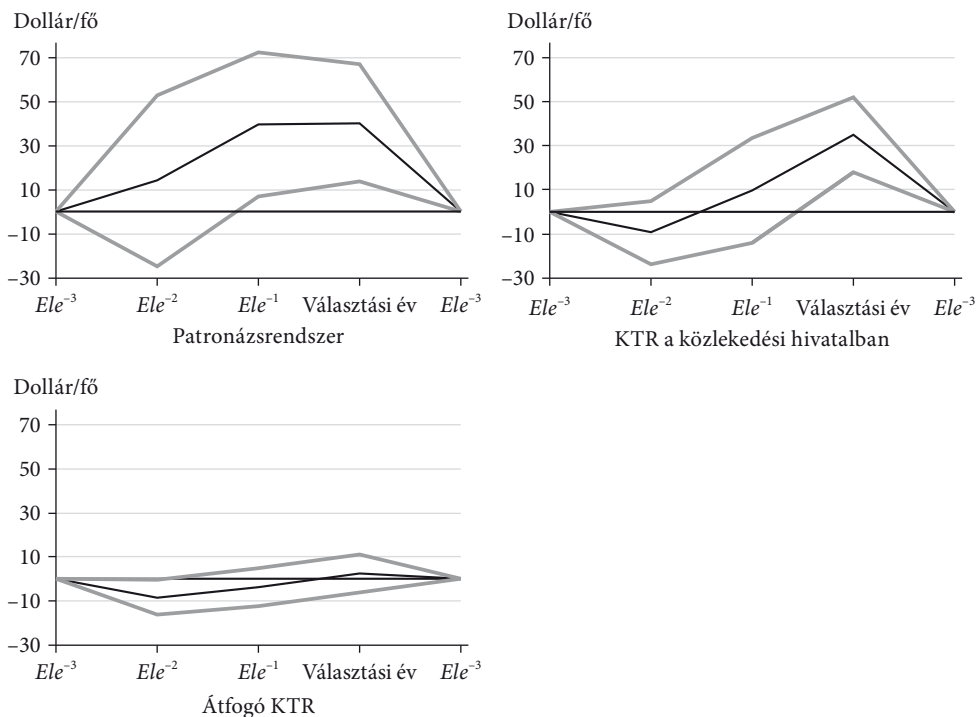 Dollár/fő
70
50
30
10
–10
–30
Ele⁻³ Ele⁻² Ele⁻¹ Választási év Ele⁻³
Patronázsrendszer
Dollár/fő
70
50
30
10
–10
–30
Ele⁻³ Ele⁻² Ele⁻¹ Választási év Ele⁻³
KTR a közlekedési hivatalban
Dollár/fő
70
50
30
10
–10
–30
Ele⁻³ Ele⁻² Ele⁻¹ Választási év Ele⁻³
Átfogó KTR